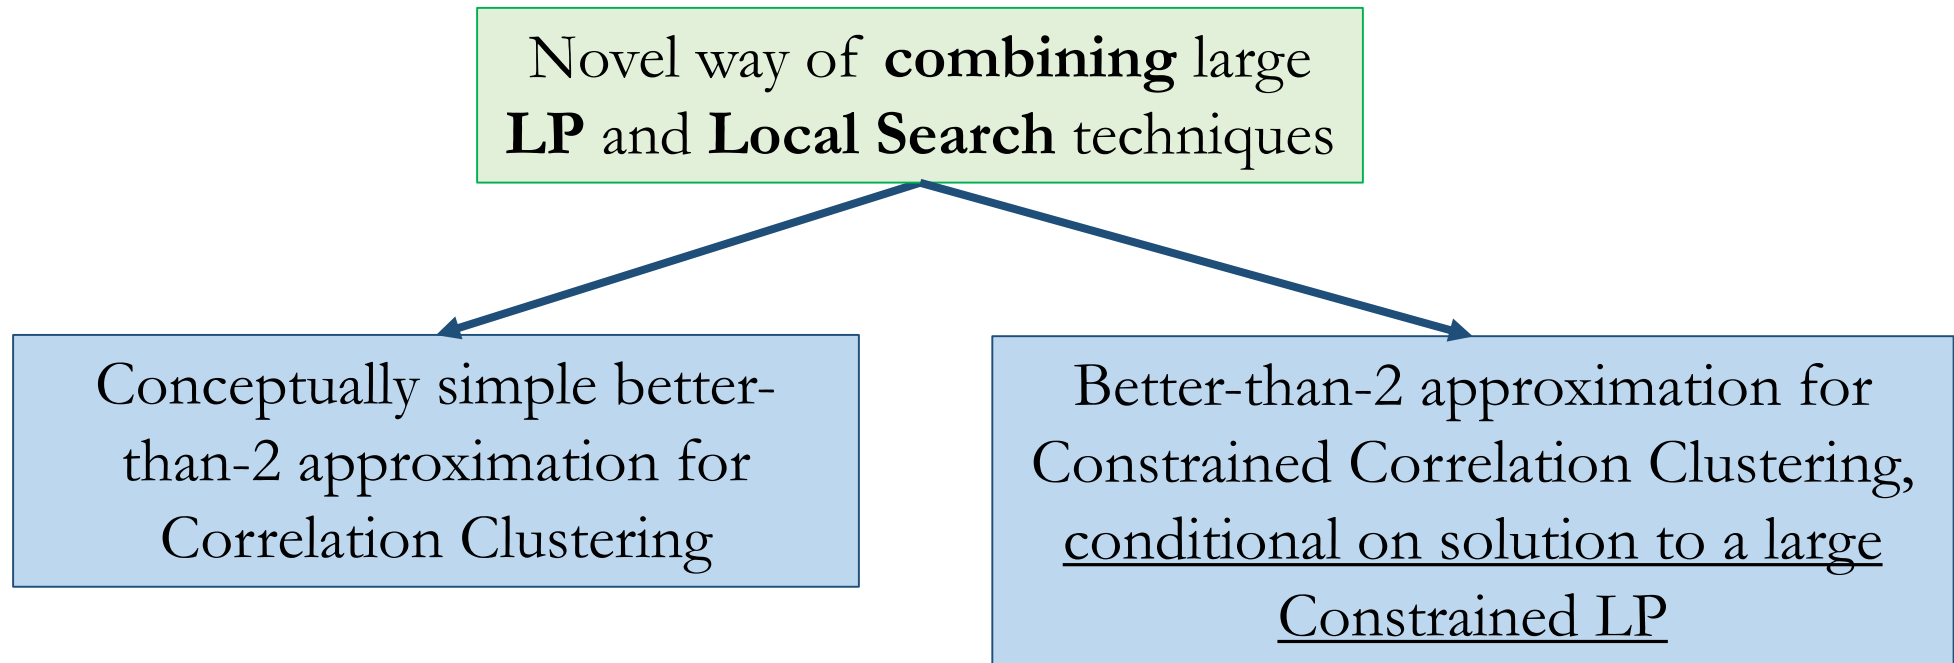 Novel way of combining large
LP and Local Search techniques
Conceptually simple better-
than-2 approximation for
Correlation Clustering
Better-than-2 approximation for
Constrained Correlation Clustering,
conditional on solution to a large
Constrained LP